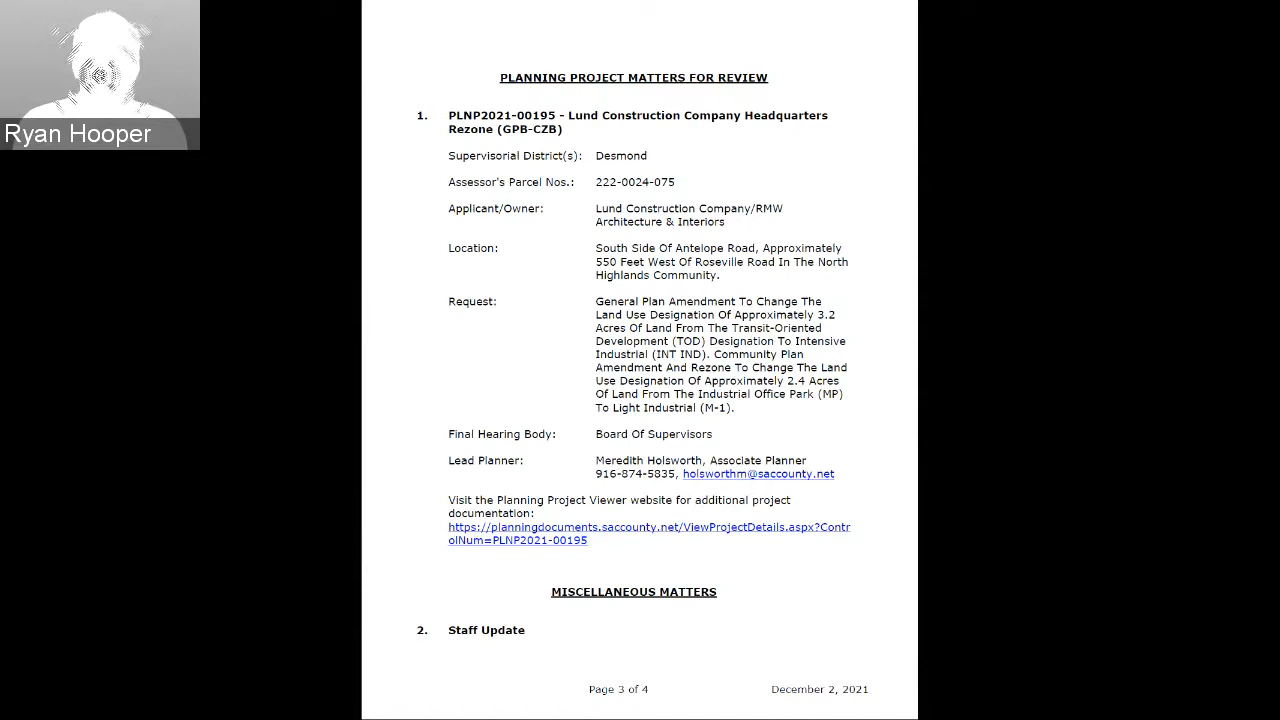 Ryan Hooper
PLANNING PROJECT MATTERS FOR REVIEW
1. PLNP2021-00195 - Lund Construction Company Headquarters
Rezone (GPB-CZB)
Supervisorial District(s): Desmond
Assessor's Parcel Nos.: 222-0024-075
Applicant/Owner: Lund Construction Company/RMW
Architecture & Interiors
Location: South Side Of Antelope Road, Approximately
550 Feet West Of Roseville Road In The North
Highlands Community.
Request: General Plan Amendment To Change The
Land Use Designation Of Approximately 3.2
Acres Of Land From The Transit-Oriented
Development (TOD) Designation To Intensive
Industrial (INT IND). Community Plan
Amendment And Rezone To Change The Land
Use Designation Of Approximately 2.4 Acres
Of Land From The Industrial Office Park (MP)
To Light Industrial (M-1).
Final Hearing Body: Board Of Supervisors
Lead Planner: Meredith Holsworth, Associate Planner
916-874-5835, holsworthm@saccounty.net
Visit the Planning Project Viewer website for additional project
documentation:
https://planningdocuments.saccounty.net/ViewProjectDetails.aspx?Contr
olNum=PLNP2021-00195
MISCELLANEOUS MATTERS
2. Staff Update
Page 3 of 4 December 2, 2021